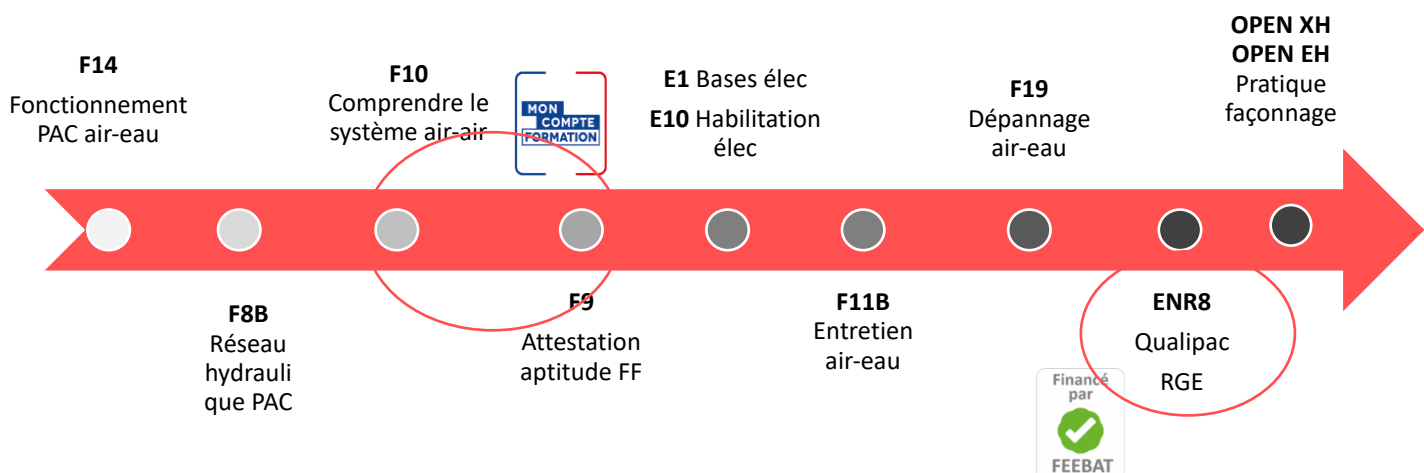 F14
Fonctionnement
PAC air-eau
F8B
Réseau
hydrauli
que PAC
F10
Comprendre le
système air-air
MON
COMPTE
FORMATION
F9
Attestation
aptitude FF
E1 Bases élec
E10 Habilitation
élec
F11B
Entretien
air-eau
F19
Dépannage
air-eau
ENR8
Qualipac
RGE
Financé
par
FEEBAT
OPEN XH
OPEN EH
Pratique
façonnage